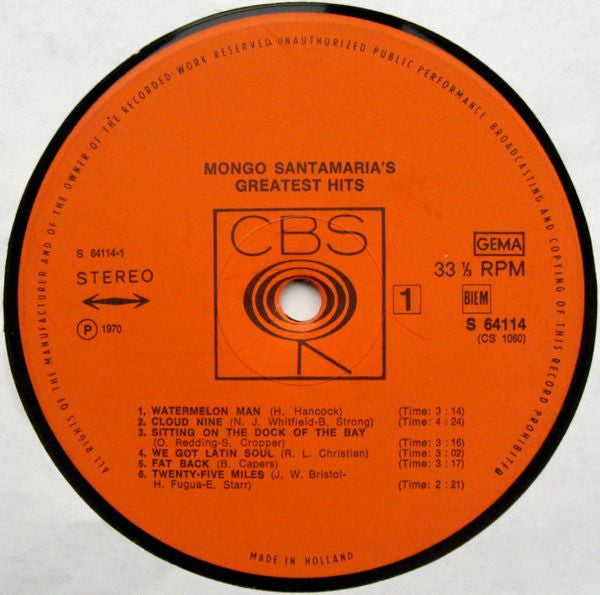 ALL RIGHTS OF THE MANUFACTURER AND OF THE OWNER OF THE RECORDED WORK RESERVED. UNAUTHORIZED PUBLIC PERFORMANCE BROADCASTING AND COPYING OF THIS RECORD PROHIBITED
MONGO SANTAMARIA'S
GREATEST HITS
CBS
GEMA
S 64114-1
STEREO
33 ⅓ RPM
1
BIEM
S 64114
(CS 1060)
Ⓟ 1970
1. WATERMELON MAN (H. Hancock) (Time: 3 : 14)
2. CLOUD NINE (N. J. Whitfield-B. Strong) (Time: 4 : 24)
3. SITTING ON THE DOCK OF THE BAY
(O. Redding-S. Cropper) (Time: 3 : 16)
4. WE GOT LATIN SOUL (R. L. Christian) (Time: 3 : 02)
5. FAT BACK (B. Capers) (Time: 3 : 17)
6. TWENTY-FIVE MILES (J. W. Bristol-
H. Fugua-E. Starr) (Time: 2 : 21)
MADE IN HOLLAND